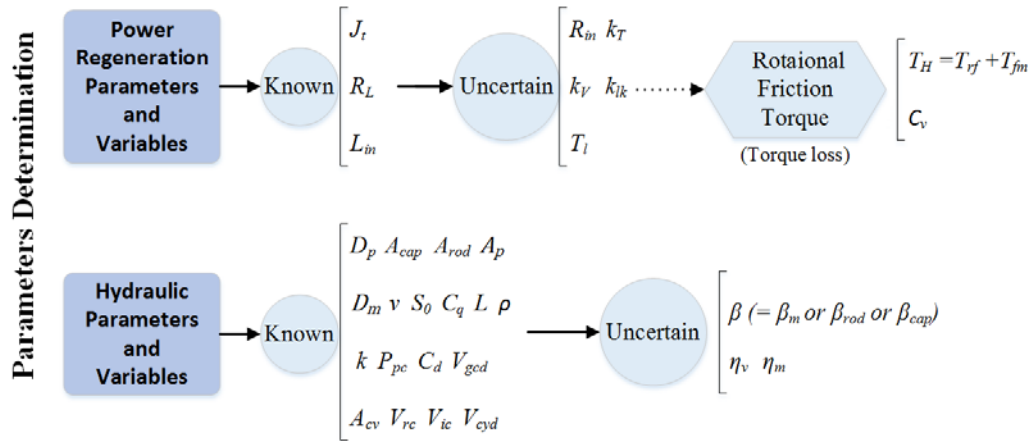 Parameters Determination
Power
Regeneration
Parameters
and
Variables
Known
J_t
R_L
L_in
Uncertain
R_in k_T
k_V k_lk
T_l
Rotaional
Friction
Torque
(Torque loss)
T_H =T_rf +T_fm
C_v
Hydraulic
Parameters
and
Variables
Known
D_p A_cap A_rod A_p
D_m v S_0 C_q L ρ
k P_pc C_d V_gcd
A_cv V_rc V_ic V_cyd
Uncertain
β (= β_m or β_rod or β_cap)
η_v η_m